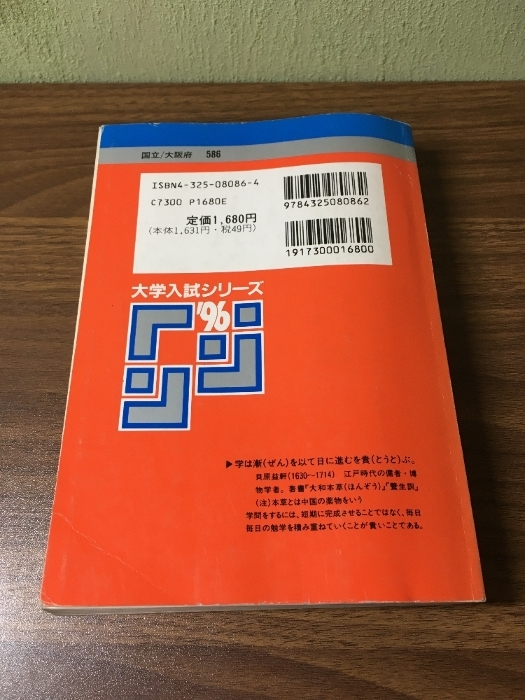 国立/大阪府 586
ISBN4-325-08086-4
C7300 P1680E
定価1,680円
(本体1,631円・税49円)
9784325080862
1917300016800
大学入試シリーズ
'96
▶学は漸(ぜん)を以て日に進むを貴(とうと)ぶ。
貝原益軒(1630〜1714) 江戸時代の儒者・博
物学者。著書『大和本草(ほんぞう)』『養生訓』
(注)本草とは中国の薬物をいう
学問をするには、短期に完成させることではなく、毎日
毎日の勉学を積み重ねていくことが貴いことである。